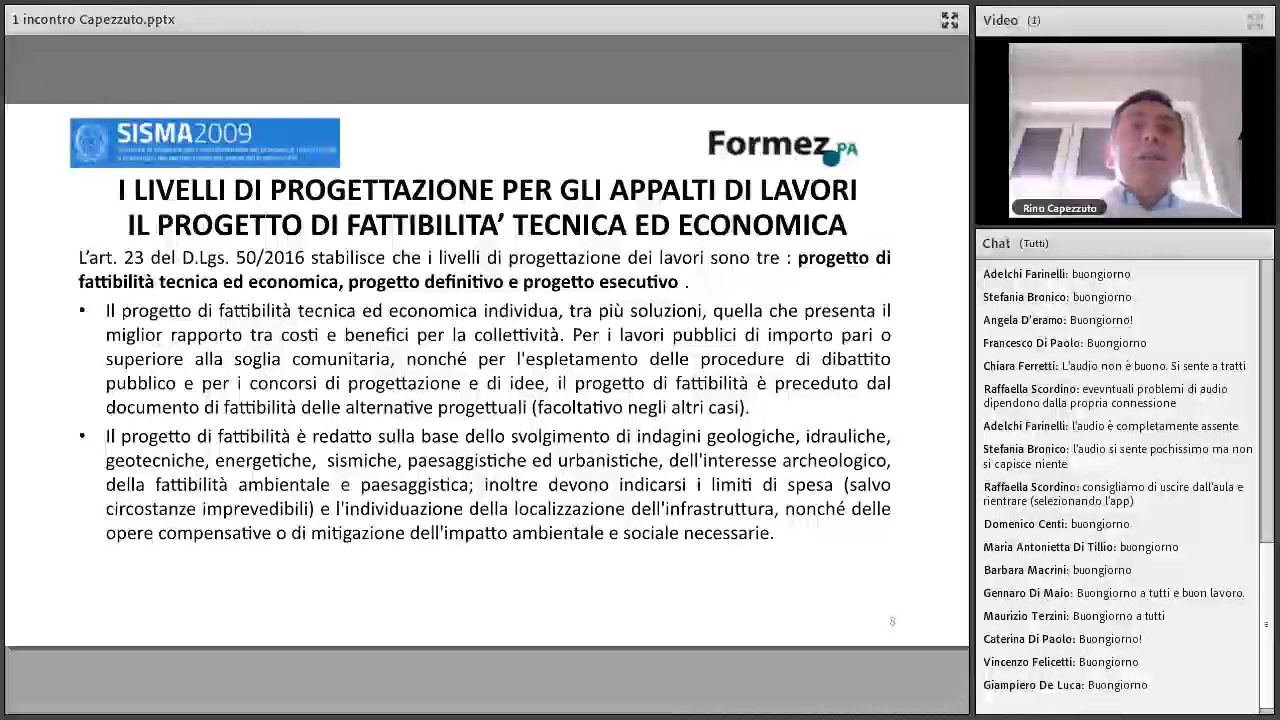 1 incontro Capezzuto.pptx
SISMA2009
Formez PA
I LIVELLI DI PROGETTAZIONE PER GLI APPALTI DI LAVORI
IL PROGETTO DI FATTIBILITA’ TECNICA ED ECONOMICA
L’art. 23 del D.Lgs. 50/2016 stabilisce che i livelli di progettazione dei lavori sono tre : progetto di
fattibilità tecnica ed economica, progetto definitivo e progetto esecutivo .
• Il progetto di fattibilità tecnica ed economica individua, tra più soluzioni, quella che presenta il
miglior rapporto tra costi e benefici per la collettività. Per i lavori pubblici di importo pari o
superiore alla soglia comunitaria, nonché per l'espletamento delle procedure di dibattito
pubblico e per i concorsi di progettazione e di idee, il progetto di fattibilità è preceduto dal
documento di fattibilità delle alternative progettuali (facoltativo negli altri casi).
• Il progetto di fattibilità è redatto sulla base dello svolgimento di indagini geologiche, idrauliche,
geotecniche, energetiche, sismiche, paesaggistiche ed urbanistiche, dell'interesse archeologico,
della fattibilità ambientale e paesaggistica; inoltre devono indicarsi i limiti di spesa (salvo
circostanze imprevedibili) e l'individuazione della localizzazione dell'infrastruttura, nonché delle
opere compensative o di mitigazione dell'impatto ambientale e sociale necessarie.
8
Video (1)
Rino Capezzuto
Chat (Tutti)
Adelchi Farinelli: buongiorno
Stefania Bronico: buongiorno
Angela D'eramo: Buongiorno!
Francesco Di Paolo: Buongiorno
Chiara Ferretti: L'audio non è buono. Si sente a tratti
Raffaella Scordino: evevntuali problemi di audio
dipendono dalla propria connessione
Adelchi Farinelli: l'audio è completamente assente
Stefania Bronico: l'audio si sente pochissimo ma non
si capisce niente
Raffaella Scordino: consigliamo di uscire dall'aula e
rientrare (selezionando l'app)
Domenico Centi: buongiorno
Maria Antonietta Di Tillio: buongiorno
Barbara Macrini: buongiorno
Gennaro Di Maio: Buongiorno a tutti e buon lavoro.
Maurizio Terzini: Buongiorno a tutti
Caterina Di Paolo: Buongiorno!
Vincenzo Felicetti: Buongiorno
Giampiero De Luca: Buongiorno